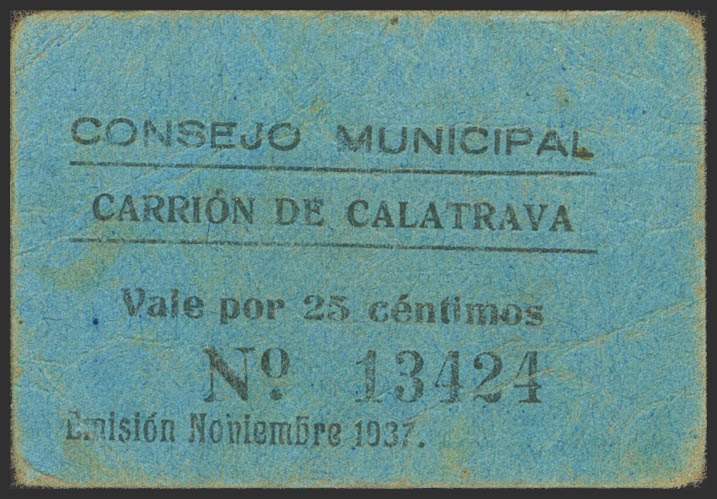 CONSEJO MUNICIPAL
CARRIÓN DE CALATRAVA
Vale por 25 céntimos
Nº 13424
Emisión Noviembre 1937.